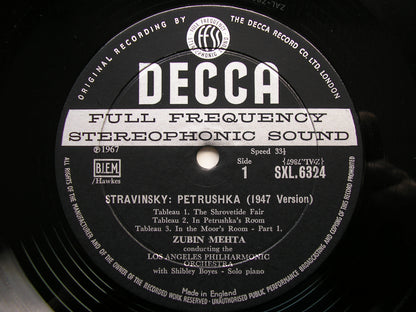 ORIGINAL RECORDING BY
THE DECCA RECORD CO. LTD. LONDON
FULL FREQUENCY
STEREOPHONIC SOUND
DECCA
FULL FREQUENCY
STEREOPHONIC SOUND
℗1967
Speed 33⅓
BIEM
/Hawkes
Side
1
SXL.6324
STRAVINSKY: PETRUSHKA (1947 Version)
Tableau 1. The Shrovetide Fair
Tableau 2. In Petrushka's Room
Tableau 3. In the Moor's Room - Part 1.
ZUBIN MEHTA
conducting the
LOS ANGELES PHILHARMONIC
ORCHESTRA
with Shibley Boyes - Solo piano
Made in England
ALL RIGHTS OF THE MANUFACTURER AND OF THE OWNER OF THE RECORDED WORK RESERVED · UNAUTHORISED PUBLIC PERFORMANCE BROADCASTING AND COPYING OF THIS RECORD PROHIBITED